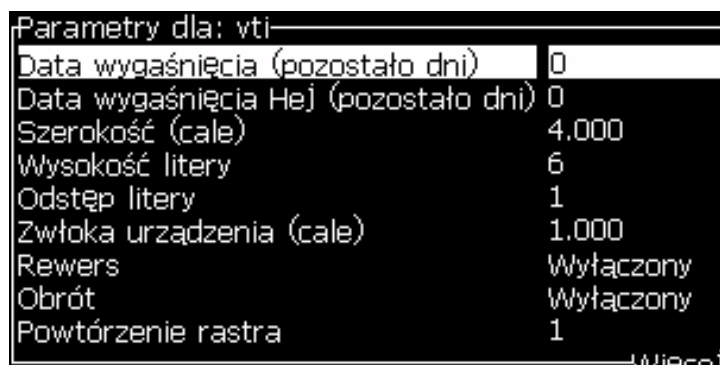 Parametry dla: vti
Data wygaśnięcia (pozostało dni) 0
Data wygaśnięcia Hej (pozostało dni) 0
Szerokość (cale) 4.000
Wysokość litery 6
Odstęp litery 1
Zwłoka urządzenia (cale) 1.000
Rewers Wyłączony
Obrót Wyłączony
Powtórzenie rastra 1